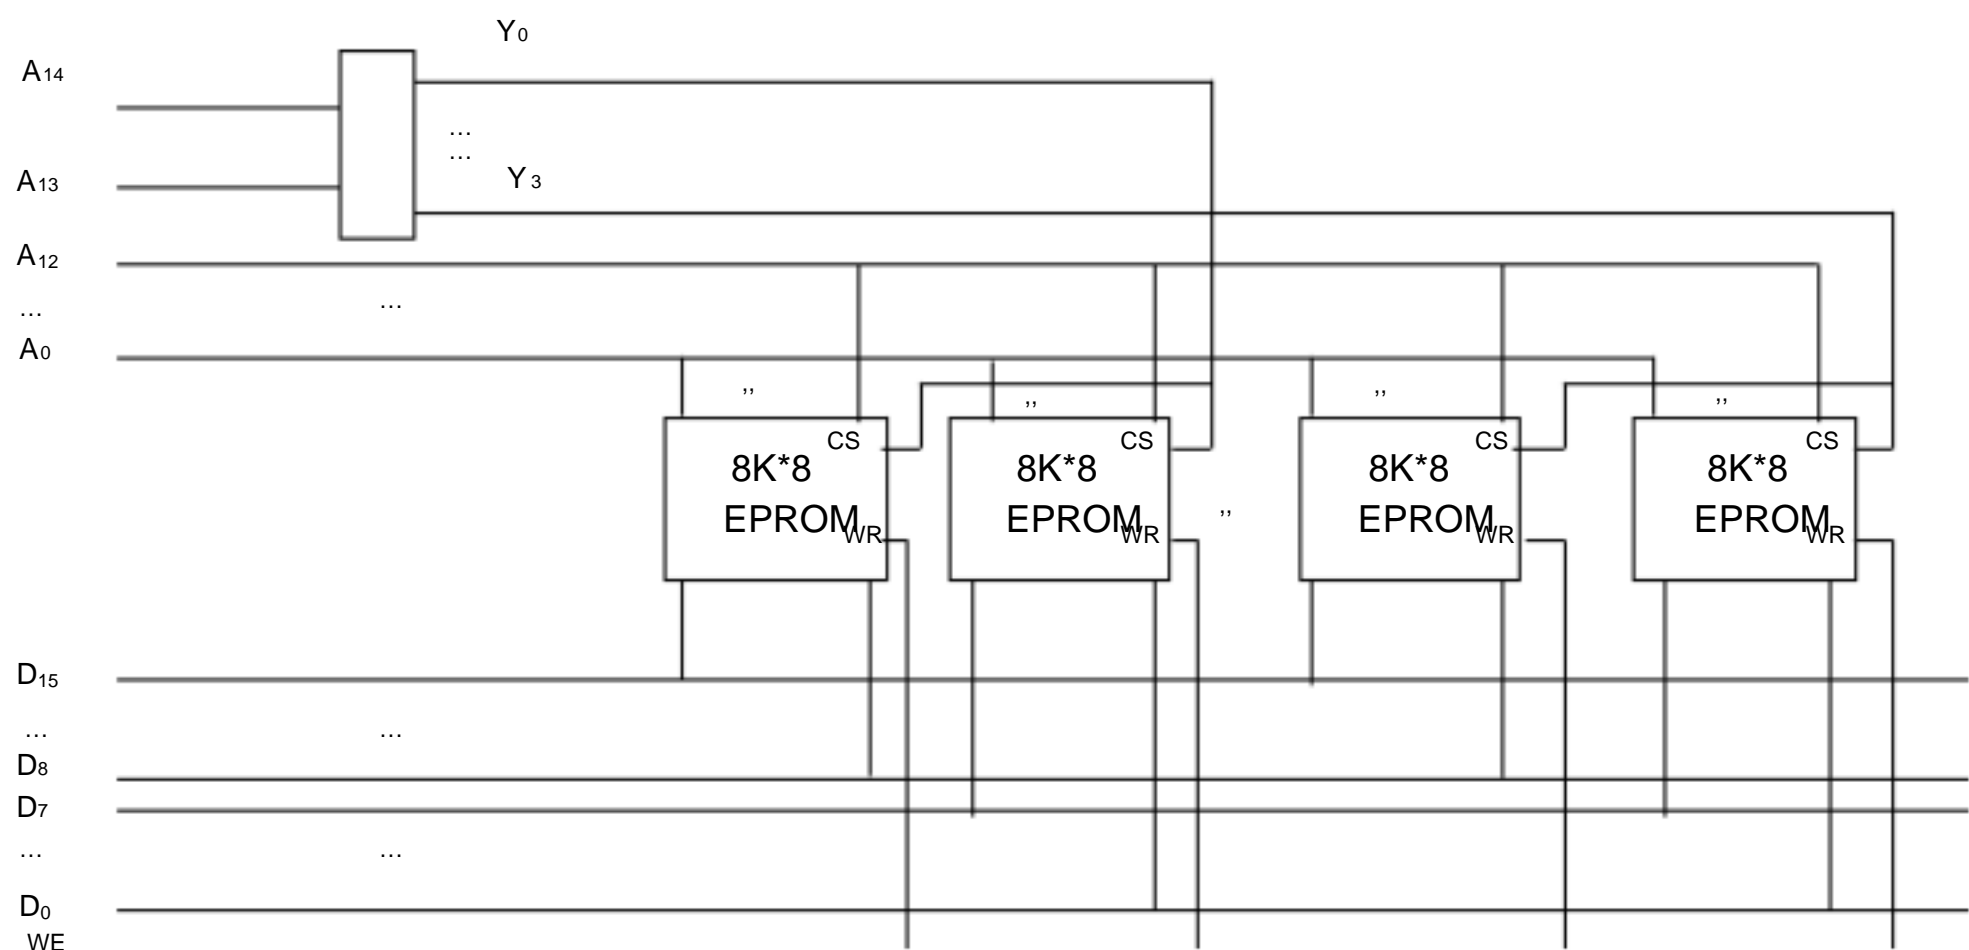 Y0
A14
…
…
Y3
A13
A12
…
…
A0
,,
,,
,,
,,
CS
CS
CS
CS
8K*8
8K*8
8K*8
8K*8
EPROM
EPROM
,,
EPROM
EPROM
WR
WR
WR
WR
D15
…
…
D8
D7
…
…
D0
WE